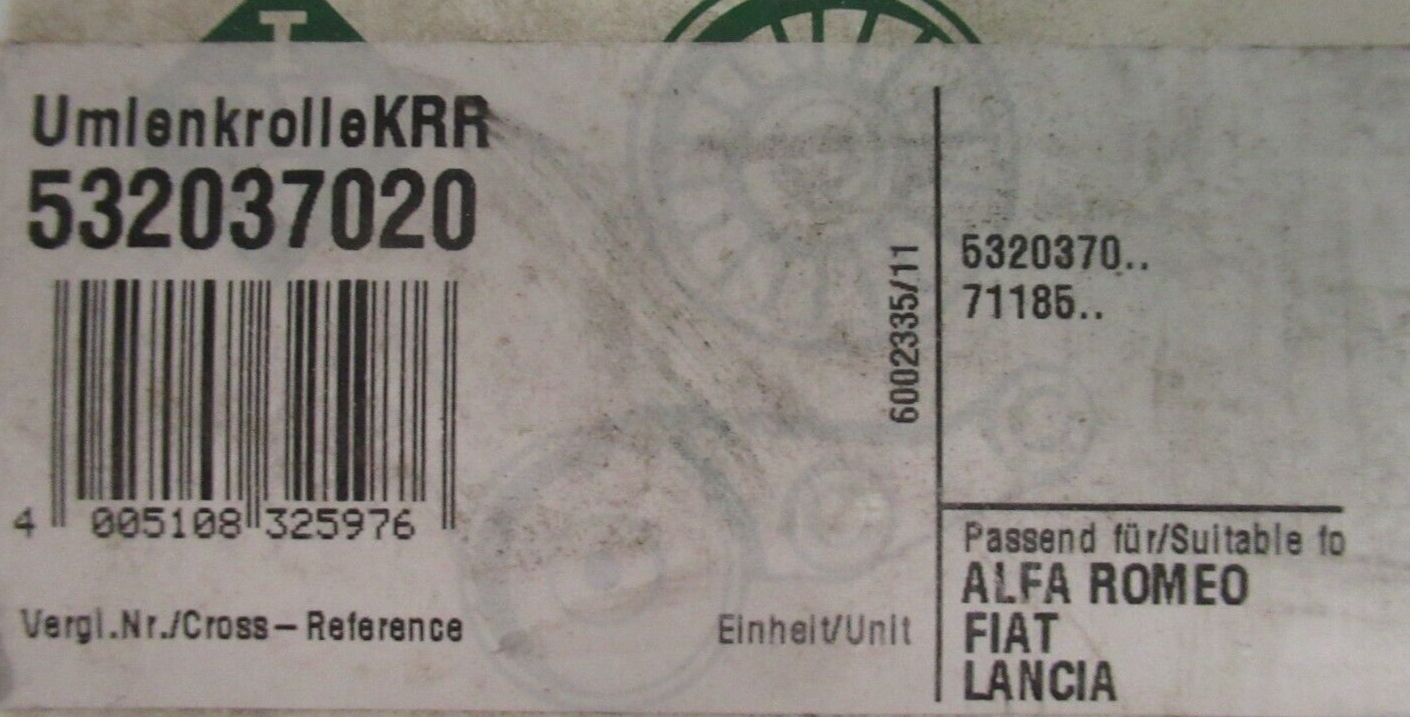 UmlenkrolleKRR
532037020
4 005108 325976
Vergl.Nr./Cross-Reference
Einheit/Unit
6002335/11
5320370..
71185..
Passend für/Suitable fo
ALFA ROMEO
FIAT
LANCIA